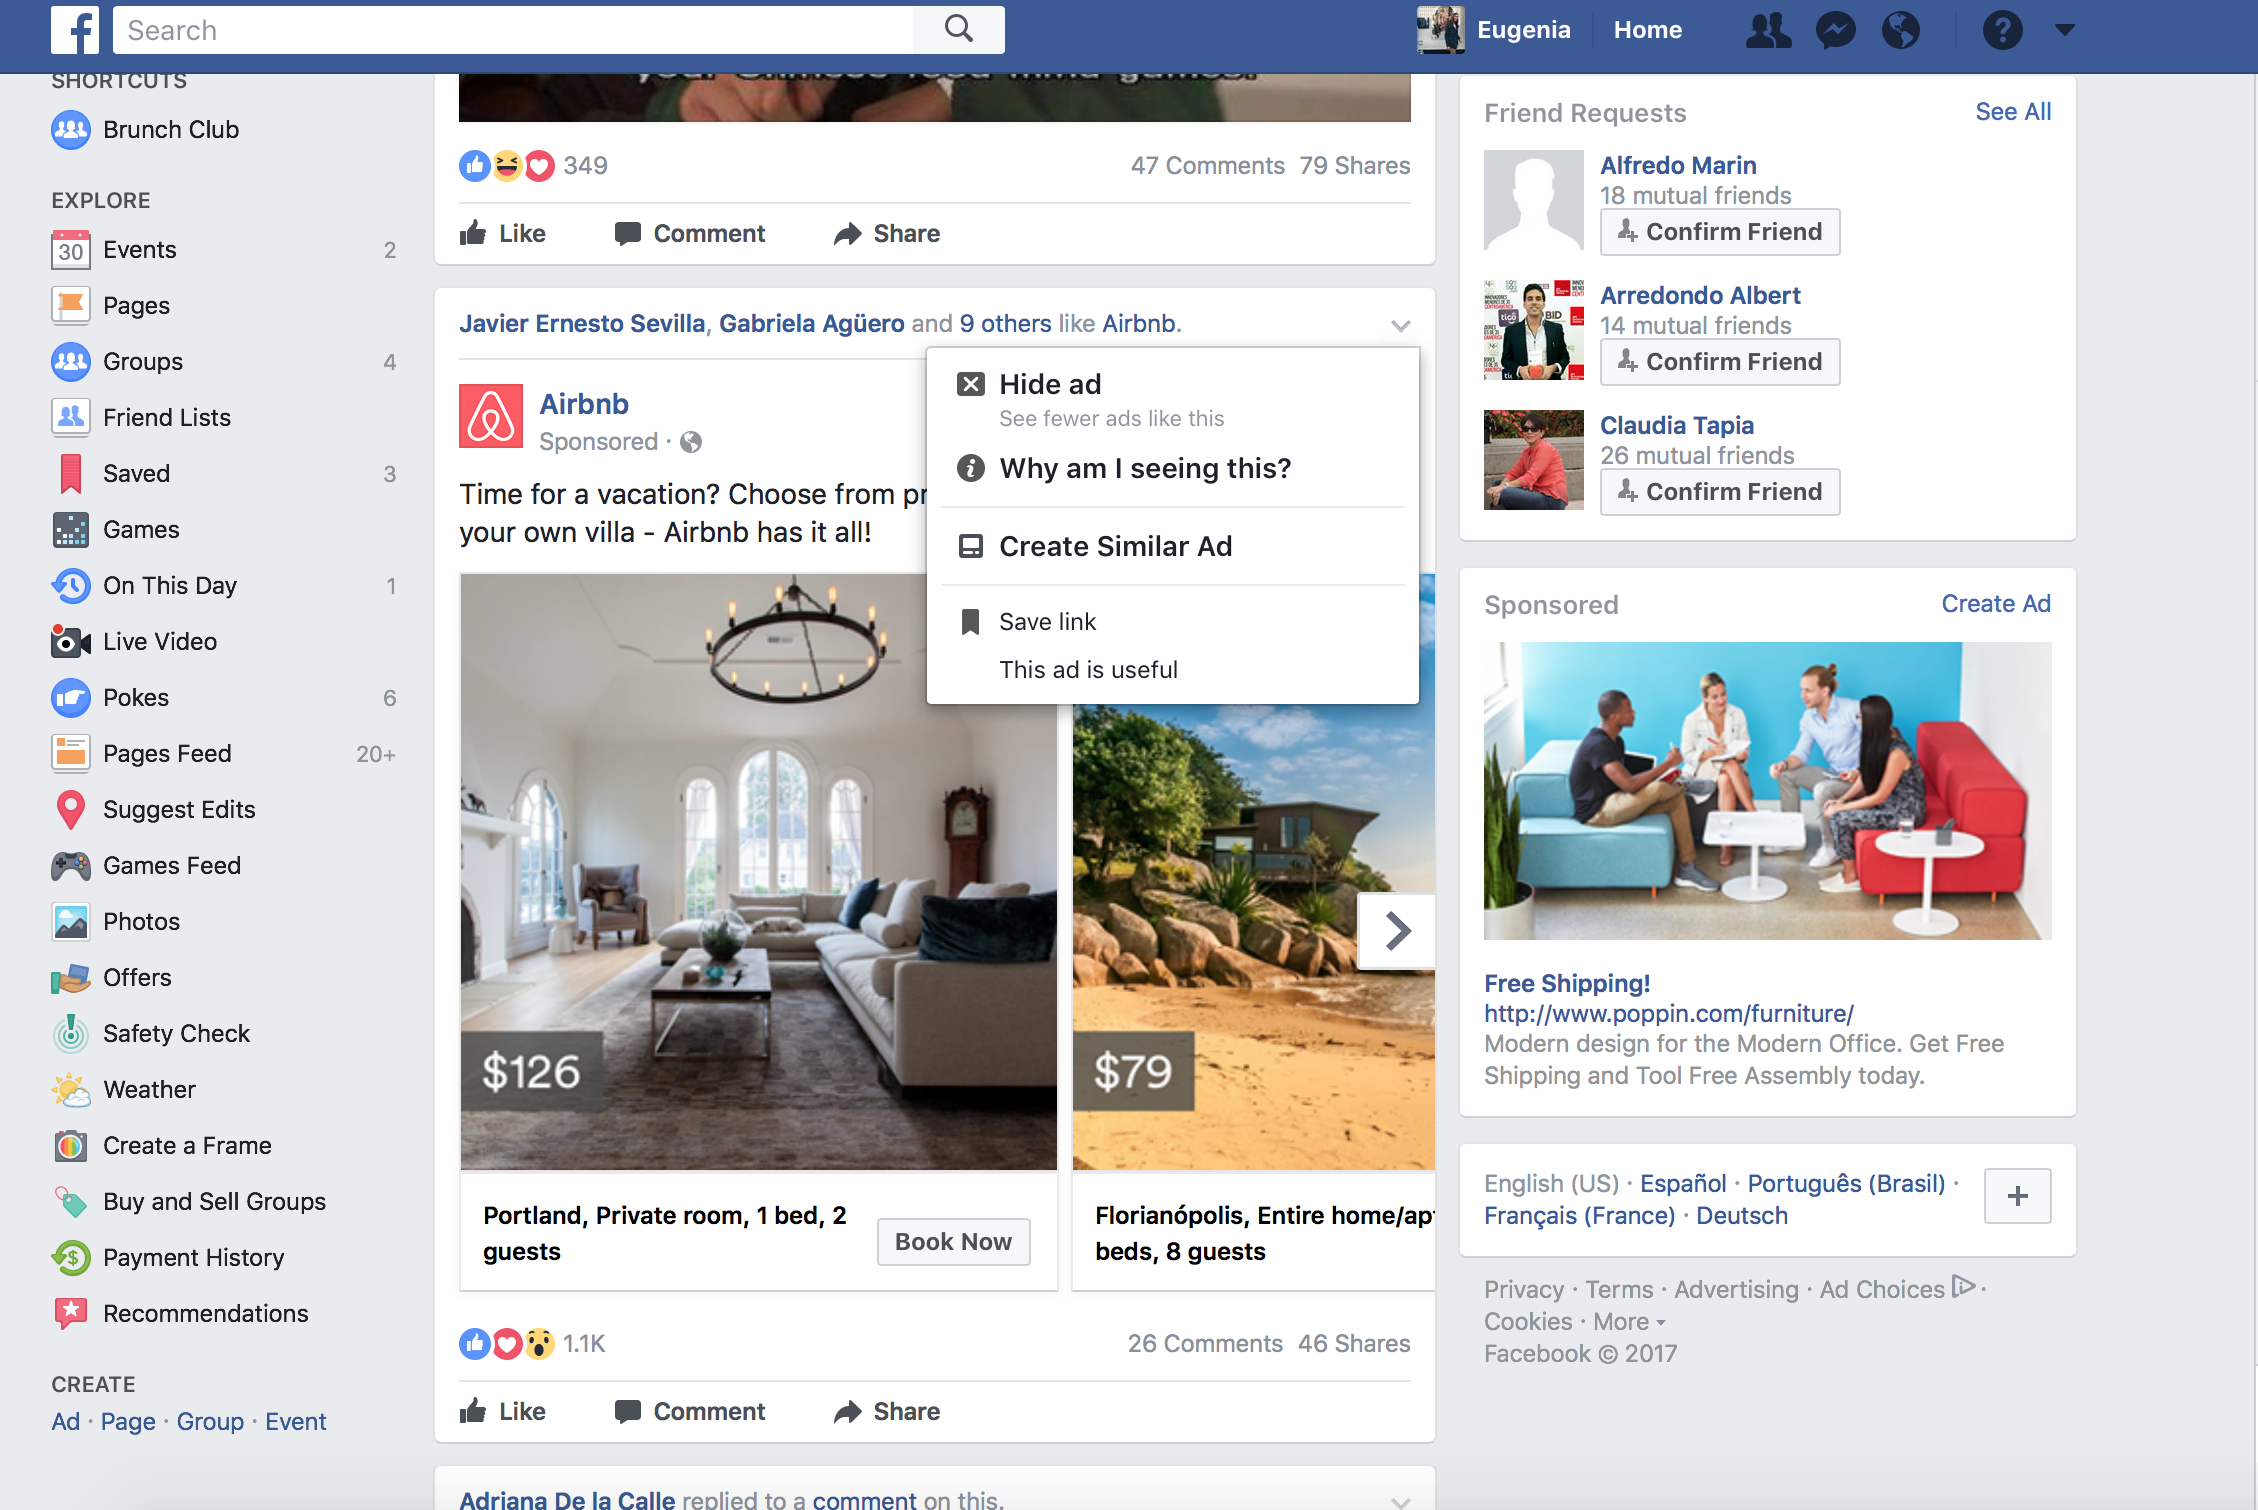 Search
Eugenia
Home
SHORTCUTS
Brunch Club
EXPLORE
30
Events 2
Pages
Groups 4
Friend Lists
Saved 3
Games
On This Day 1
Live Video
Pokes 6
Pages Feed 20+
Suggest Edits
Games Feed
Photos
Offers
Safety Check
Weather
Create a Frame
Buy and Sell Groups
Payment History
Recommendations
CREATE
Ad · Page · Group · Event
349
47 Comments 79 Shares
Like Comment Share
Javier Ernesto Sevilla, Gabriela Agüero and 9 others like Airbnb.
Airbnb
Sponsored ·
Time for a vacation? Choose from
your own villa - Airbnb has it all!
Hide ad
See fewer ads like this
Why am I seeing this?
Create Similar Ad
Save link
This ad is useful
$126
$79
Portland, Private room, 1 bed, 2
guests
Book Now
Florianópolis, Entire home/ap
beds, 8 guests
1.1K
26 Comments 46 Shares
Like Comment Share
Adriana De la Calle replied to a comment on this.
Friend Requests See All
Alfredo Marin
18 mutual friends
Confirm Friend
tigo
BID
Arredondo Albert
14 mutual friends
Confirm Friend
Claudia Tapia
26 mutual friends
Confirm Friend
Sponsored Create Ad
Free Shipping!
http://www.poppin.com/furniture/
Modern design for the Modern Office. Get Free
Shipping and Tool Free Assembly today.
English (US) · Español · Português (Brasil) ·
Français (France) · Deutsch
+
Privacy · Terms · Advertising · Ad Choices ·
Cookies · More
Facebook © 2017